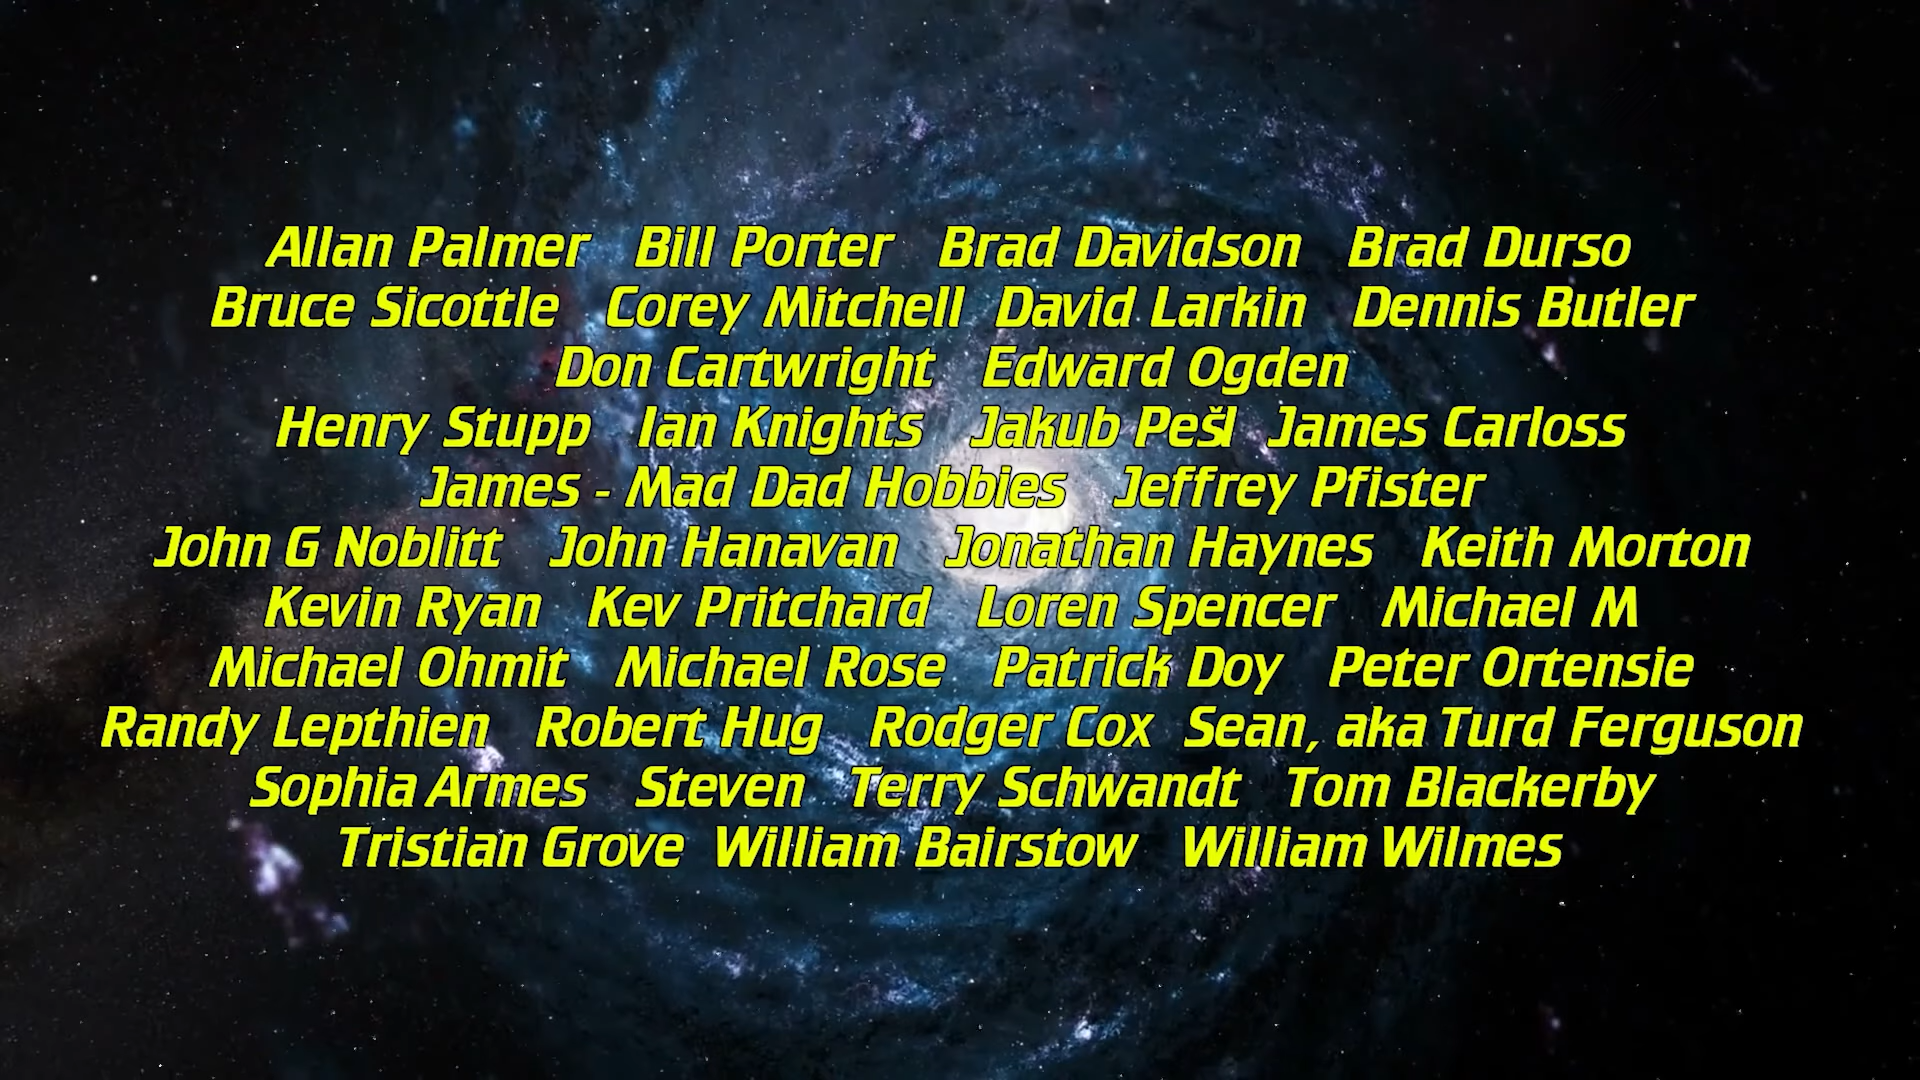 Allan Palmer Bill Porter Brad Davidson Brad Durso
Bruce Sicottle Corey Mitchell David Larkin Dennis Butler
Don Cartwright Edward Ogden
Henry Stupp Ian Knights Jakub Pešl James Carloss
James - Mad Dad Hobbies Jeffrey Pfister
John G Noblitt John Hanavan Jonathan Haynes Keith Morton
Kevin Ryan Kev Pritchard Loren Spencer Michael M
Michael Ohmit Michael Rose Patrick Doy Peter Ortensie
Randy Lepthien Robert Hug Rodger Cox Sean, aka Turd Ferguson
Sophia Armes Steven Terry Schwandt Tom Blackerby
Tristian Grove William Bairstow William Wilmes